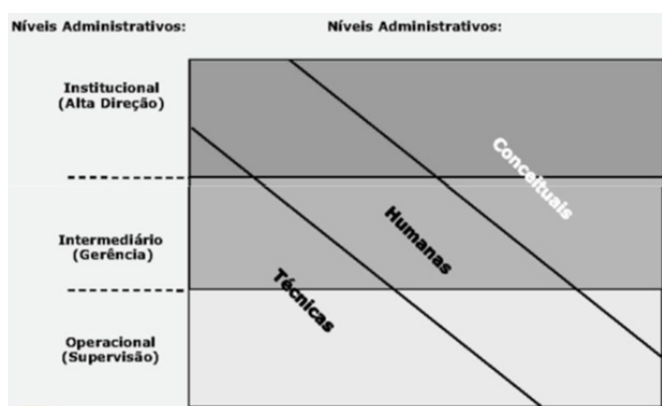 Níveis Administrativos:
Níveis Administrativos:
Institucional
(Alta Direção)
Conceituais
Intermediário
(Gerência)
Humanas
Técnicas
Operacional
(Supervisão)